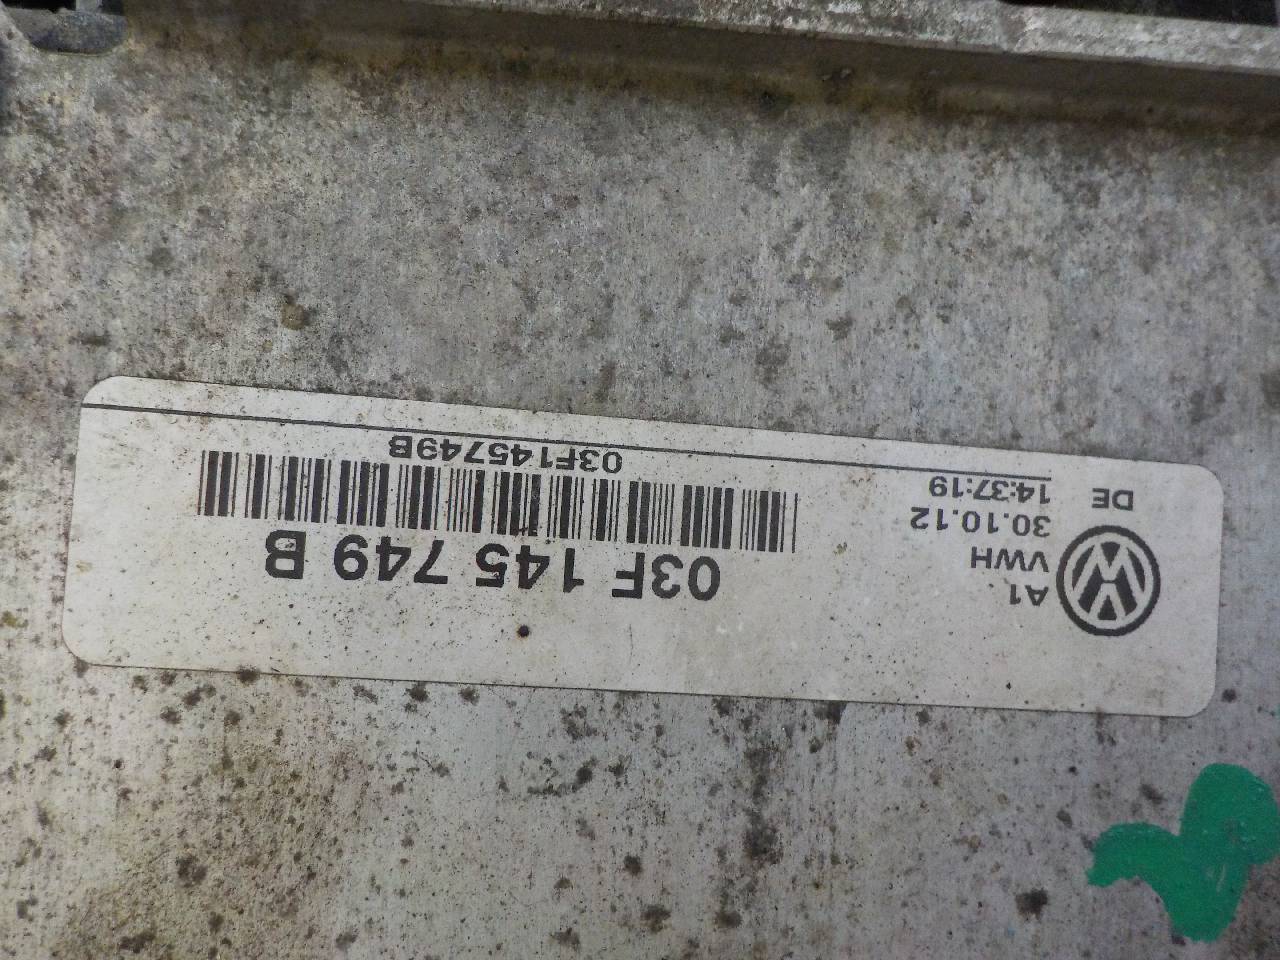 A1.
VWH
30.10.12
DE 14:37:19
03F 145 749 B
03F145749B